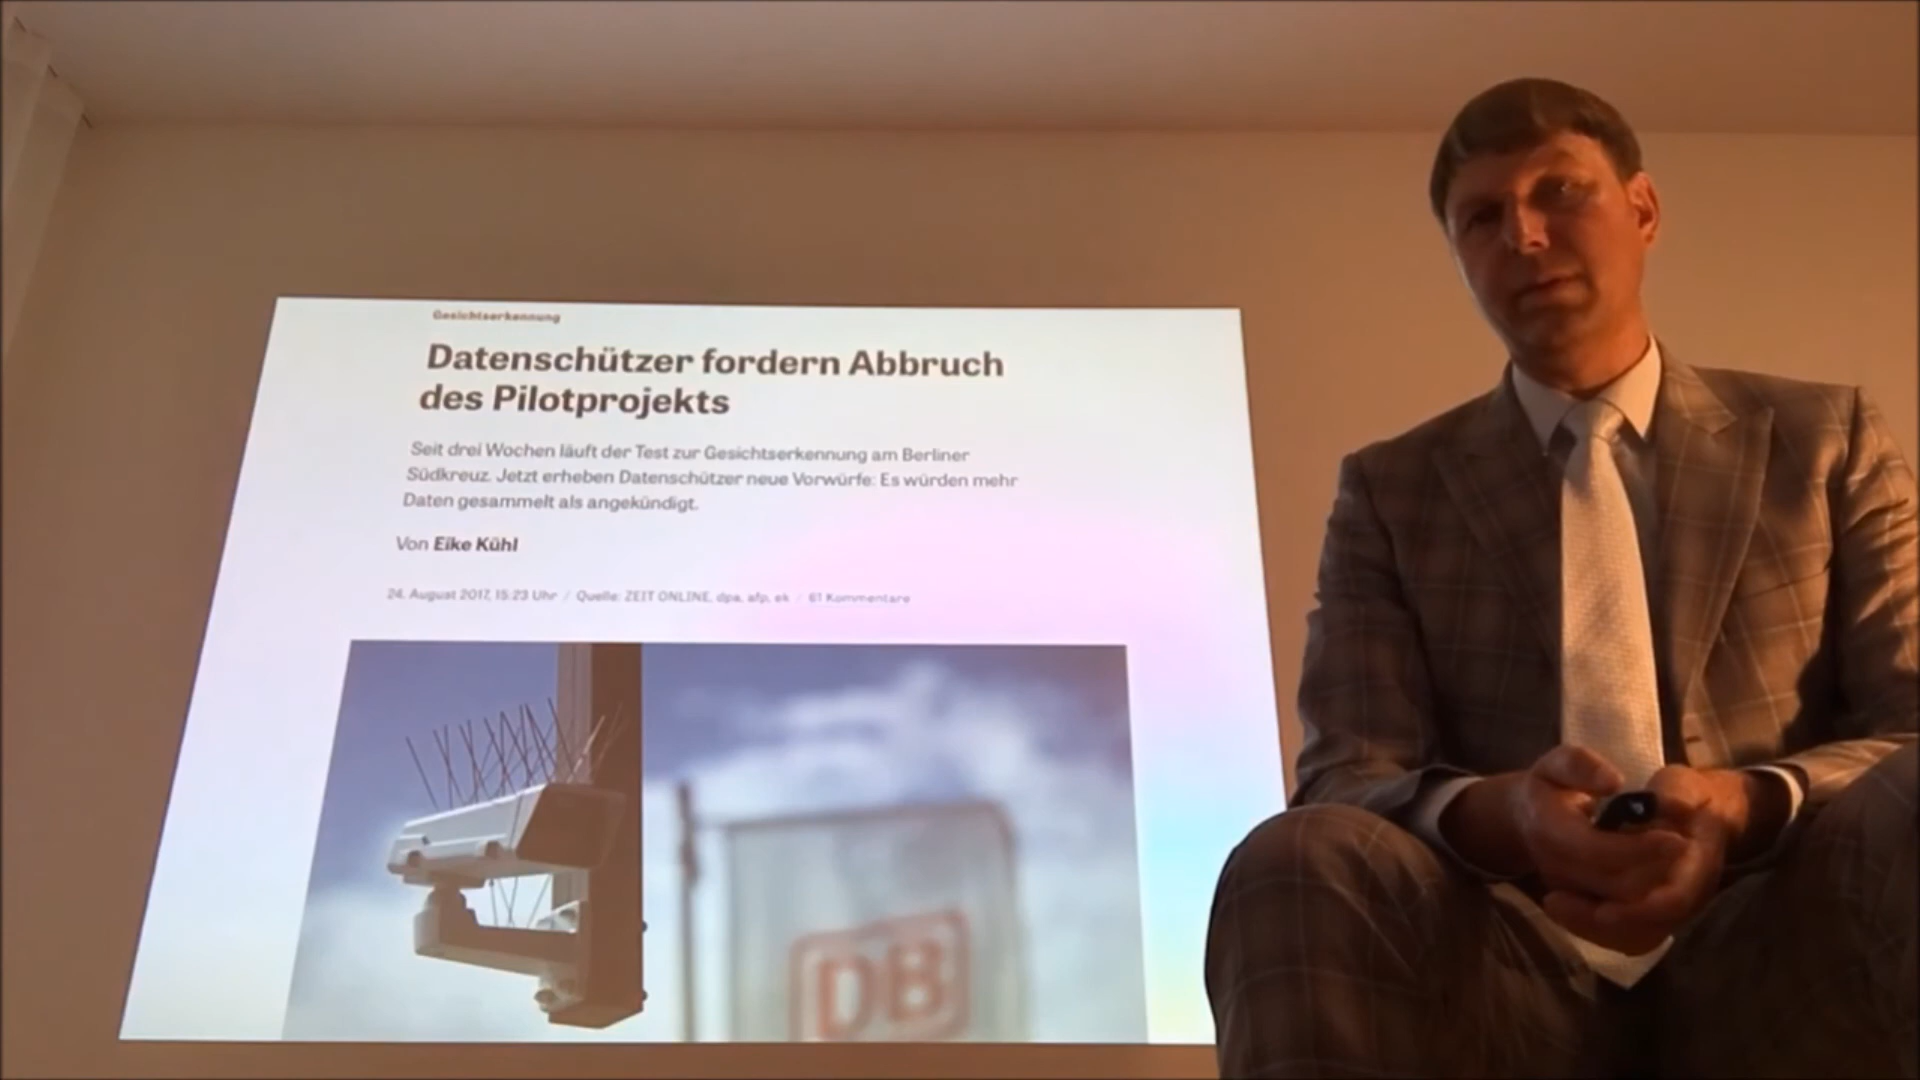 Gesichtserkennung
Datenschützer fordern Abbruch
des Pilotprojekts
Seit drei Wochen läuft der Test zur Gesichtserkennung am Berliner
Südkreuz. Jetzt erheben Datenschützer neue Vorwürfe: Es würden mehr
Daten gesammelt als angekündigt.
Von Eike Kühl
24. August 2017, 15:23 Uhr / Quelle: ZEIT ONLINE, dpa, afp, ek / 61 Kommentare
DB